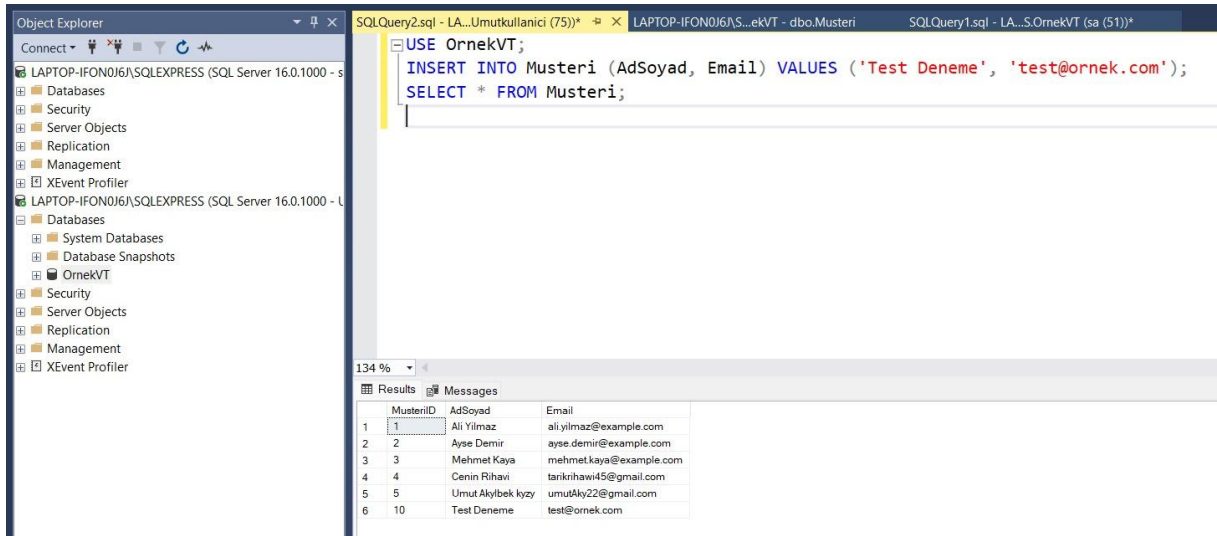 Object Explorer
Connect
LAPTOP-IFON0J6J\SQLEXPRESS (SQL Server 16.0.1000 - s
Databases
Security
Server Objects
Replication
Management
XEvent Profiler
LAPTOP-IFON0J6J\SQLEXPRESS (SQL Server 16.0.1000 - U
Databases
System Databases
Database Snapshots
OrnekVT
Security
Server Objects
Replication
Management
XEvent Profiler
SQLQuery2.sql - LA...Umutkullanici (75))* LAPTOP-IFON0J6J\S...ekVT - dbo.Musteri SQLQuery1.sql - LA...S.OrnekVT (sa (51))*
USE OrnekVT;
INSERT INTO Musteri (AdSoyad, Email) VALUES ('Test Deneme', 'test@ornek.com');
SELECT * FROM Musteri;
134 %
Results Messages
MusteriID AdSoyad Email
1 1 Ali Yilmaz ali.yilmaz@example.com
2 2 Ayse Demir ayse.demir@example.com
3 3 Mehmet Kaya mehmet.kaya@example.com
4 4 Cenin Rihavi tarikrihawi45@gmail.com
5 5 Umut Akylbek kyzy umutAky22@gmail.com
6 10 Test Deneme test@ornek.com